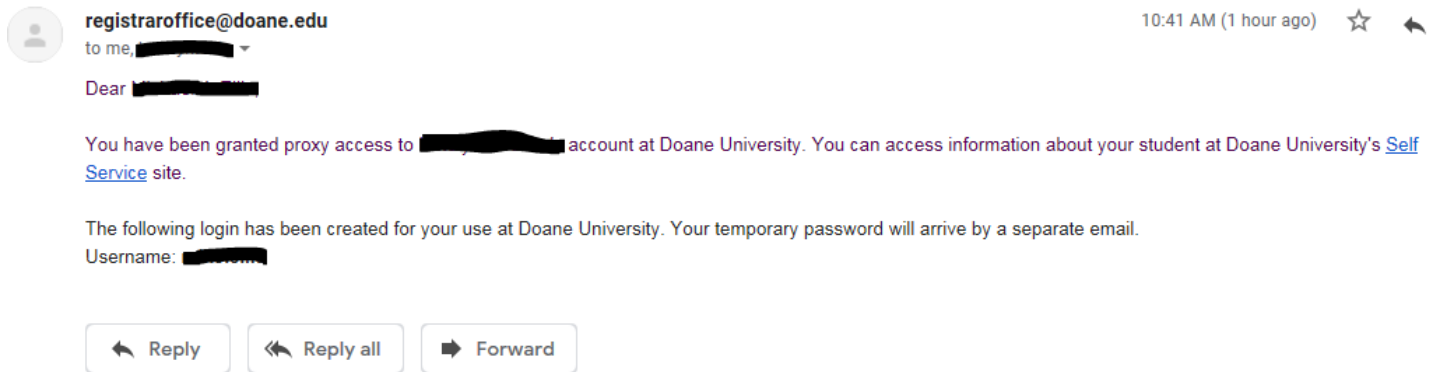 registraroffice@doane.edu 10:41 AM (1 hour ago)
to me,
Dear
You have been granted proxy access to account at Doane University. You can access information about your student at Doane University's Self
Service site.
The following login has been created for your use at Doane University. Your temporary password will arrive by a separate email.
Username:
Reply Reply all Forward